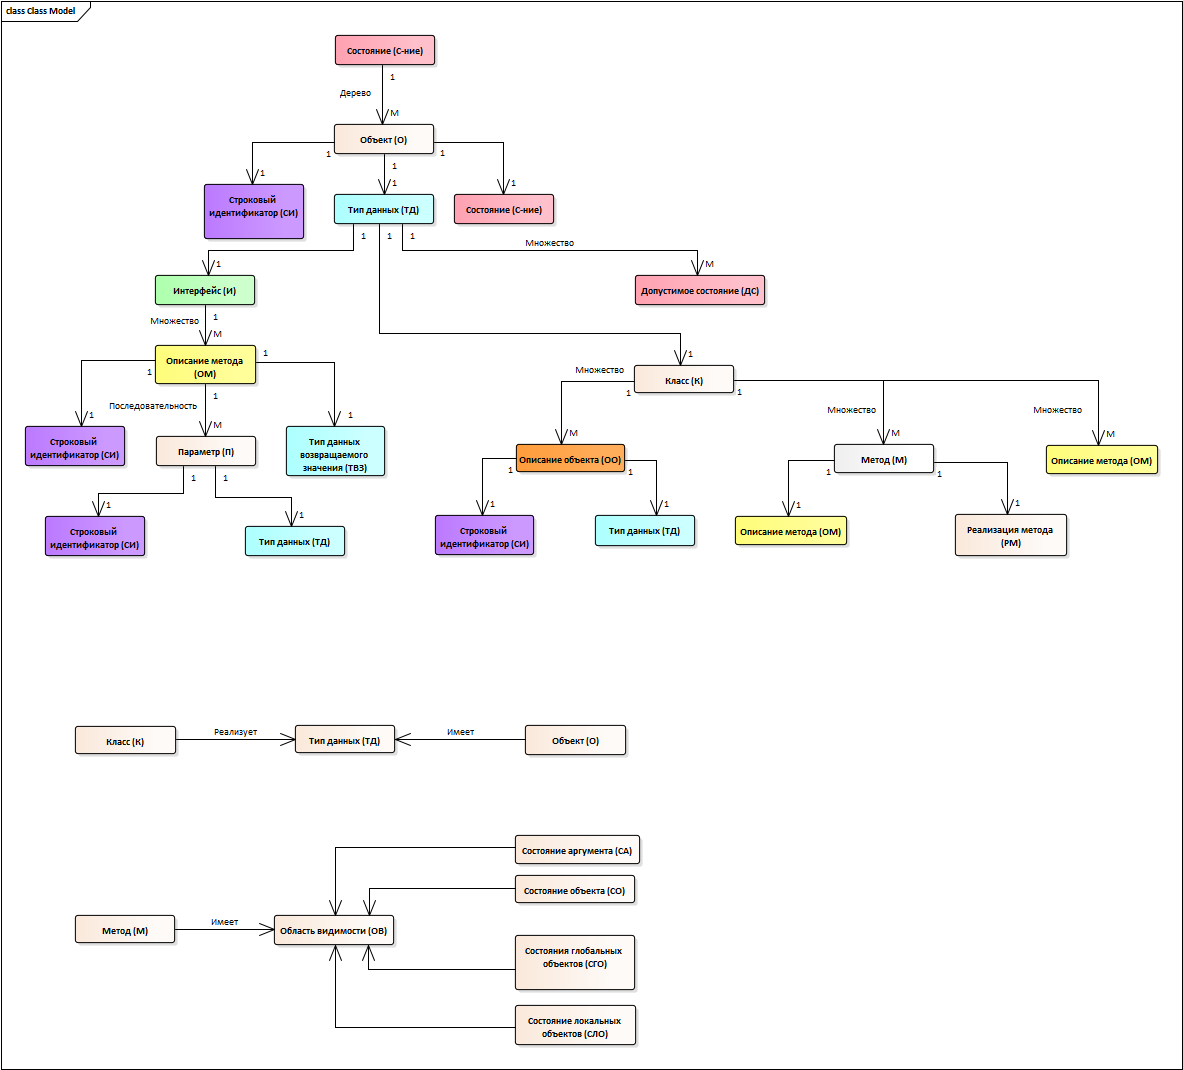 class Class Model
Состояние (С-ние)
1
Дерево
М
Объект (О)
1
1
1
1
1
1
Строковый
идентификатор (СИ)
Тип данных (ТД)
Состояние (С-ние)
1
1
1
Множество
1
М
Интерфейс (И)
Допустимое состояние (ДС)
Множество
1
М
1
Описание метода
(ОМ)
1
1
Множество
Класс (К)
1
1
1
Последовательность
Множество
Множество
1
1
М
М
М
М
Строковый
идентификатор (СИ)
Параметр (П)
Тип данных
возвращаемого
значения (ТВЗ)
Описание объекта (ОО)
Метод (М)
Описание метода (ОМ)
1
1
1
1
1
1
1
1
1
1
1
1
Строковый
идентификатор (СИ)
Тип данных (ТД)
Строковый
идентификатор (СИ)
Тип данных (ТД)
Описание метода (ОМ)
Реализация метода
(РМ)
Класс (К)
Реализует
Тип данных (ТД)
Имеет
Объект (О)
Состояние аргумента (СА)
Состояние объекта (СО)
Метод (М)
Имеет
Область видимости (ОВ)
Состояния глобальных
объектов (СГО)
Состояние локальных
объектов (СЛО)